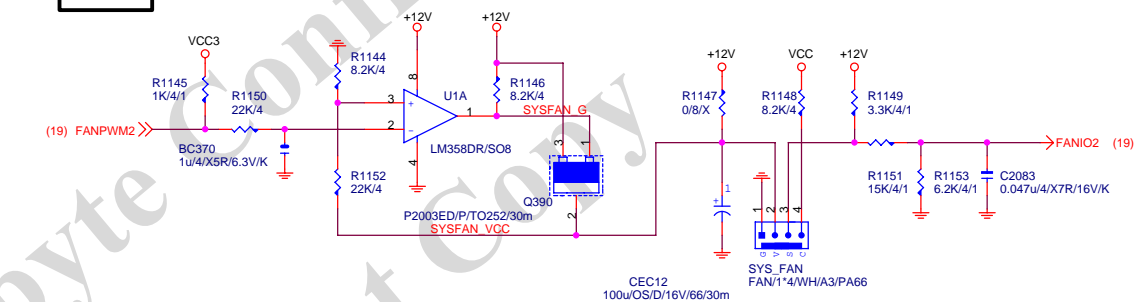 +12V
+12V
VCC3
R1144
8.2K/4
+12V
VCC
+12V
R1145
1K/4/1
R1150
22K/4
8
U1A
R1146
8.2K/4
R1147
0/8/X
R1148
8.2K/4
R1149
3.3K/4/1
3
+
2
-
1
SYSFAN_G
(19) FANPWM2
FANIO2 (19)
BC370
1u/4/X5R/6.3V/K
4
LM358DR/SO8
3
1
R1151
15K/4/1
R1153
6.2K/4/1
C2083
0.047u/4/X7R/16V/K
R1152
22K/4
Q390
2
P2003ED/P/TO252/30m
SYSFAN_VCC
+
1
1
2
3
4
G
V
S
C
SYS_FAN
FAN/1*4/WH/A3/PA66
CEC12
100u/OS/D/16V/66/30m
pyte Con
t Copy